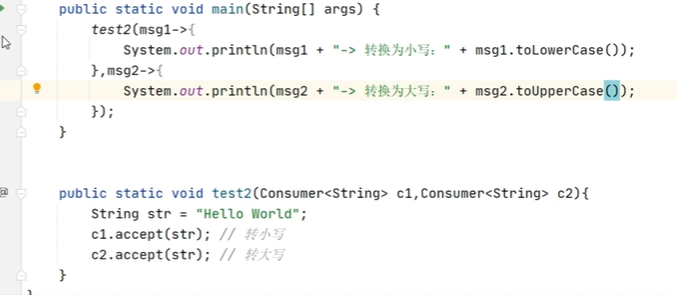 public static void main(String[] args) {
test2(msg1->{
System.out.println(msg1 + "-> 转换为小写：" + msg1.toLowerCase());
},msg2->{
System.out.println(msg2 + "-> 转换为大写：" + msg2.toUpperCase());
});
}
@
public static void test2(Consumer<String> c1,Consumer<String> c2){
String str = "Hello World";
c1.accept(str); // 转小写
c2.accept(str); // 转大写
}
}